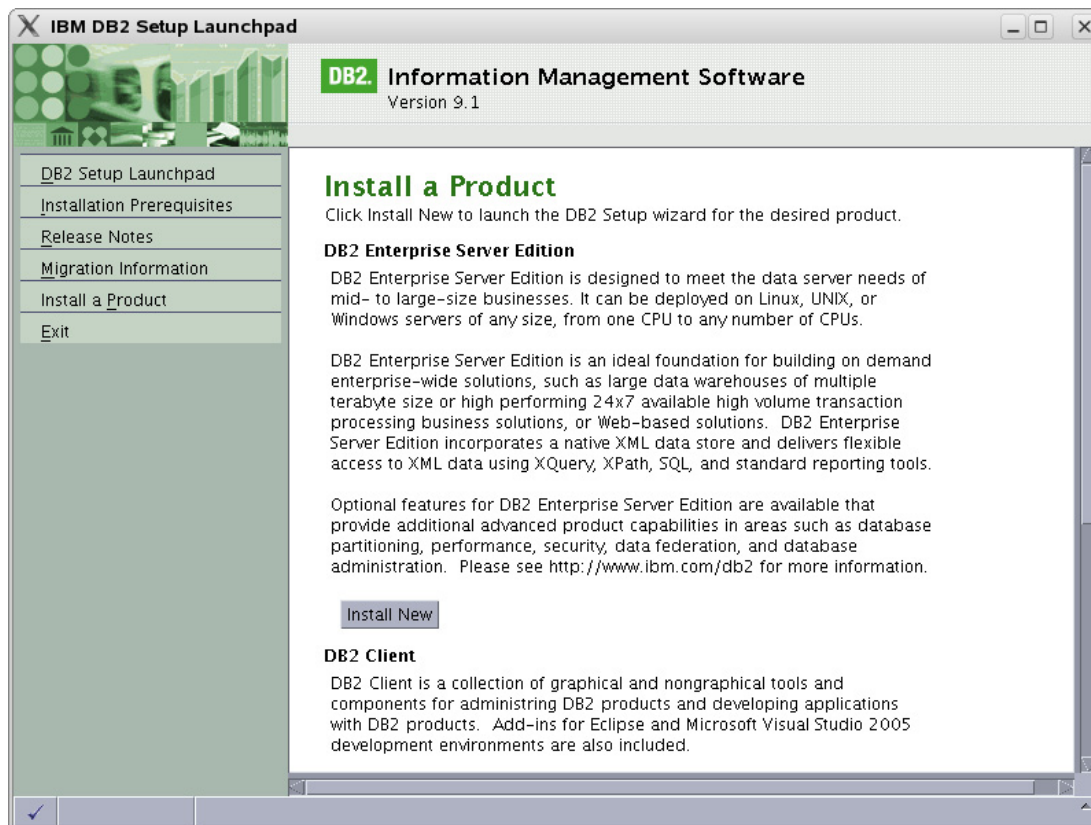 IBM DB2 Setup Launchpad
DB2.
Information Management Software
Version 9.1
DB2 Setup Launchpad
Installation Prerequisites
Release Notes
Migration Information
Install a Product
Exit
Install a Product
Click Install New to launch the DB2 Setup wizard for the desired product.
DB2 Enterprise Server Edition
DB2 Enterprise Server Edition is designed to meet the data server needs of
mid- to large-size businesses. It can be deployed on Linux, UNIX, or
Windows servers of any size, from one CPU to any number of CPUs.
DB2 Enterprise Server Edition is an ideal foundation for building on demand
enterprise-wide solutions, such as large data warehouses of multiple
terabyte size or high performing 24x7 available high volume transaction
processing business solutions, or Web-based solutions.  DB2 Enterprise
Server Edition incorporates a native XML data store and delivers flexible
access to XML data using XQuery, XPath, SQL, and standard reporting tools.
Optional features for DB2 Enterprise Server Edition are available that
provide additional advanced product capabilities in areas such as database
partitioning, performance, security, data federation, and database
administration.  Please see http://www.ibm.com/db2 for more information.
Install New
DB2 Client
DB2 Client is a collection of graphical and nongraphical tools and
components for administring DB2 products and developing applications
with DB2 products.  Add-ins for Eclipse and Microsoft Visual Studio 2005
development environments are also included.